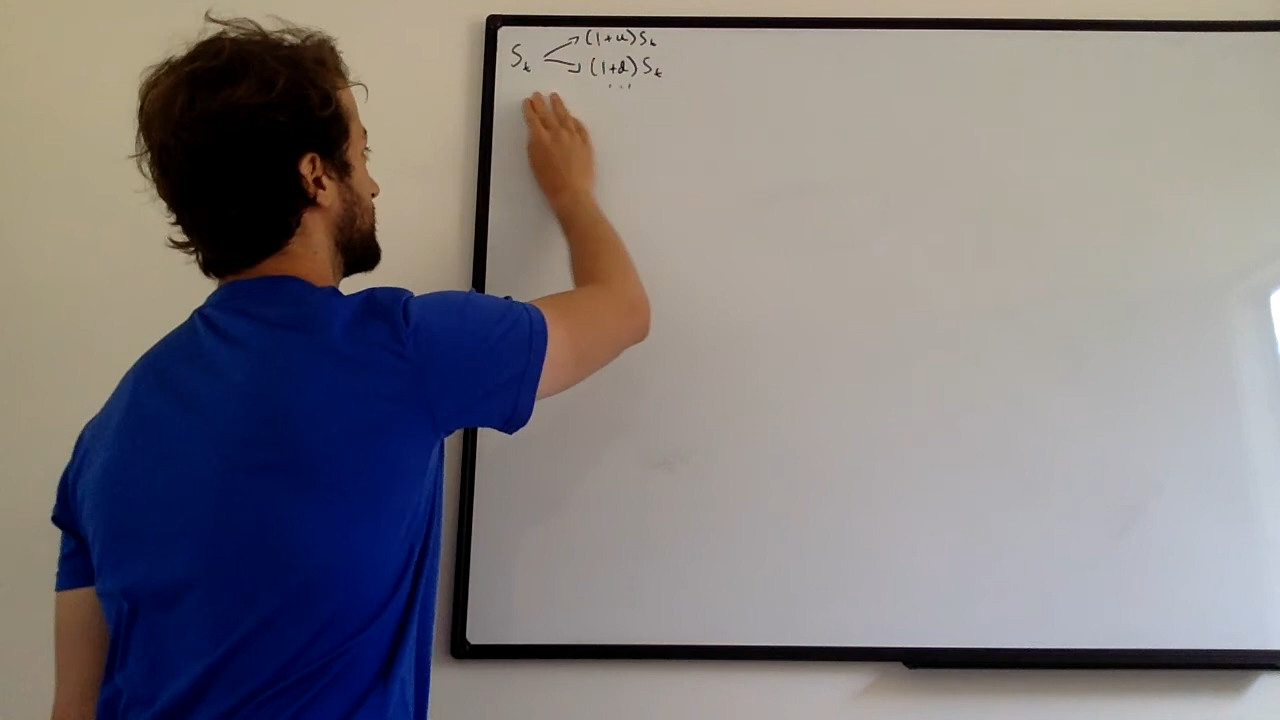 S_t ↗ (1+u)S_t
↘ (1+d)S_t